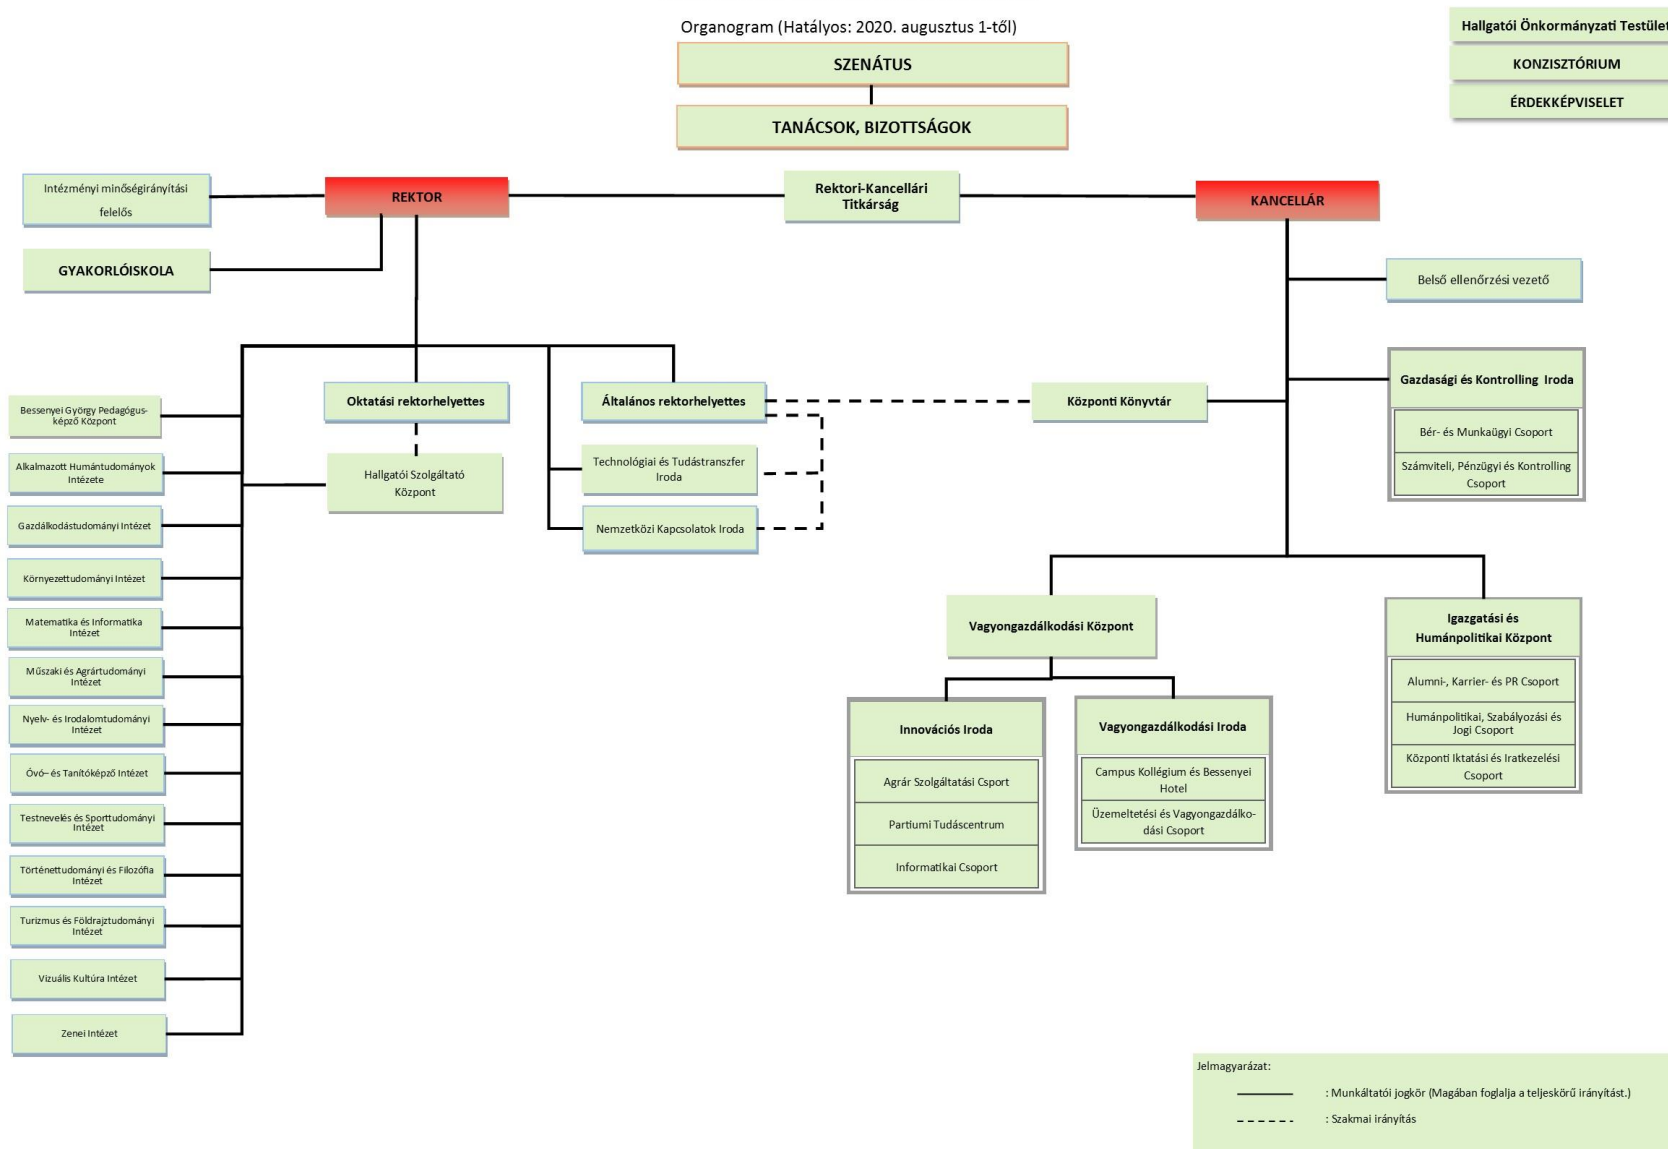 Organogram (Hatályos: 2020. augusztus 1-től)
SZENÁTUS
TANÁCSOK, BIZOTTSÁGOK
Hallgatói Önkormányzati Testület
KONZISZTÓRIUM
ÉRDEKKÉPVISELET
Intézményi minőségirányítási
felelős
REKTOR
Rektori-Kancellári
Titkárság
KANCELLÁR
GYAKORLÓISKOLA
Belső ellenőrzési vezető
Oktatási rektorhelyettes
Általános rektorhelyettes
Központi Könyvtár
Hallgatói Szolgáltató
Központ
Technológiai és Tudástranszfer
Iroda
Nemzetközi Kapcsolatok Iroda
Bessenyei György Pedagógus-
képző Központ
Alkalmazott Humántudományok
Intézete
Gazdálkodástudományi Intézet
Környezettudományi Intézet
Matematika és Informatika
Intézet
Műszaki és Agrártudományi
Intézet
Nyelv- és Irodalomtudományi
Intézet
Óvó– és Tanítóképző Intézet
Testnevelés és Sporttudományi
Intézet
Történettudományi és Filozófia
Intézet
Turizmus és Földrajztudományi
Intézet
Vizuális Kultúra Intézet
Zenei Intézet
Gazdasági és Kontrolling Iroda
Bér- és Munkaügyi Csoport
Számviteli, Pénzügyi és Kontrolling
Csoport
Vagyongazdálkodási Központ
Innovációs Iroda
Agrár Szolgáltatási Csport
Partiumi Tudáscentrum
Informatikai Csoport
Vagyongazdálkodási Iroda
Campus Kollégium és Bessenyei
Hotel
Üzemeltetési és Vagyongazdálko-
dási Csoport
Igazgatási és
Humánpolitikai Központ
Alumni-, Karrier- és PR Csoport
Humánpolitikai, Szabályozási és
Jogi Csoport
Központi Iktatási és Iratkezelési
Csoport
Jelmagyarázat:
: Munkáltatói jogkör (Magában foglalja a teljeskörű irányítást.)
: Szakmai irányítás